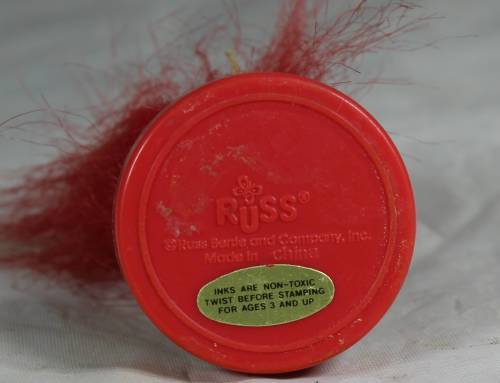 RUSS®
©Russ Berrie and Company, Inc.
Made in China
INKS ARE NON-TOXIC
TWIST BEFORE STAMPING
FOR AGES 3 AND UP